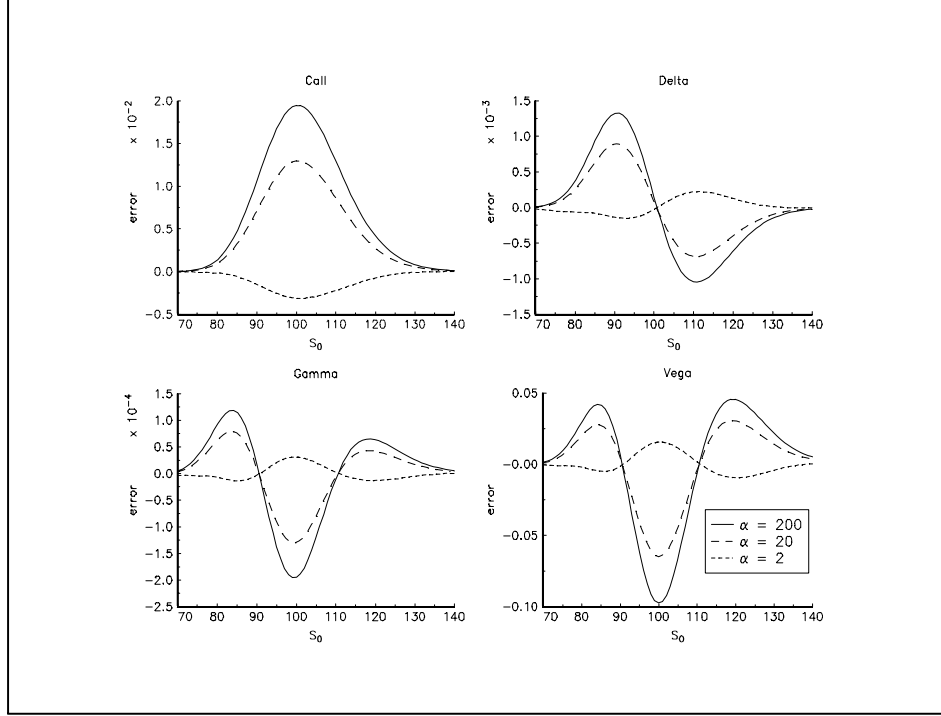 Call
× 10⁻²
error
2.0
1.5
1.0
0.5
0.0
−0.5
70 80 90 100 110 120 130 140
S₀
Delta
× 10⁻³
error
1.5
1.0
0.5
0.0
−0.5
−1.0
−1.5
70 80 90 100 110 120 130 140
S₀
Gamma
× 10⁻⁴
error
1.5
1.0
0.5
0.0
−0.5
−1.0
−1.5
−2.0
−2.5
70 80 90 100 110 120 130 140
S₀
Vega
error
0.05
−0.00
−0.05
−0.10
70 80 90 100 110 120 130 140
S₀
α = 200
α = 20
α = 2